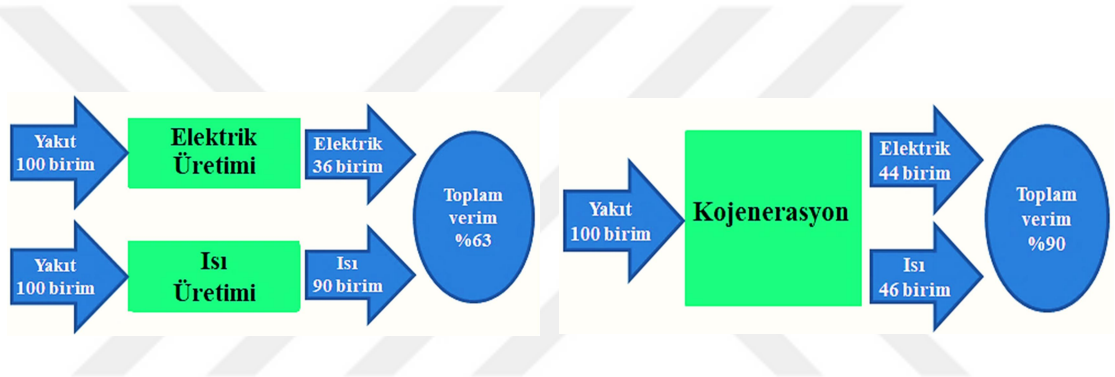 Yakıt
100 birim
Elektrik
Üretimi
Elektrik
36 birim
Yakıt
100 birim
Isı
Üretimi
Isı
90 birim
Toplam
verim
%63
Yakıt
100 birim
Kojenerasyon
Elektrik
44 birim
Isı
46 birim
Toplam
verim
%90